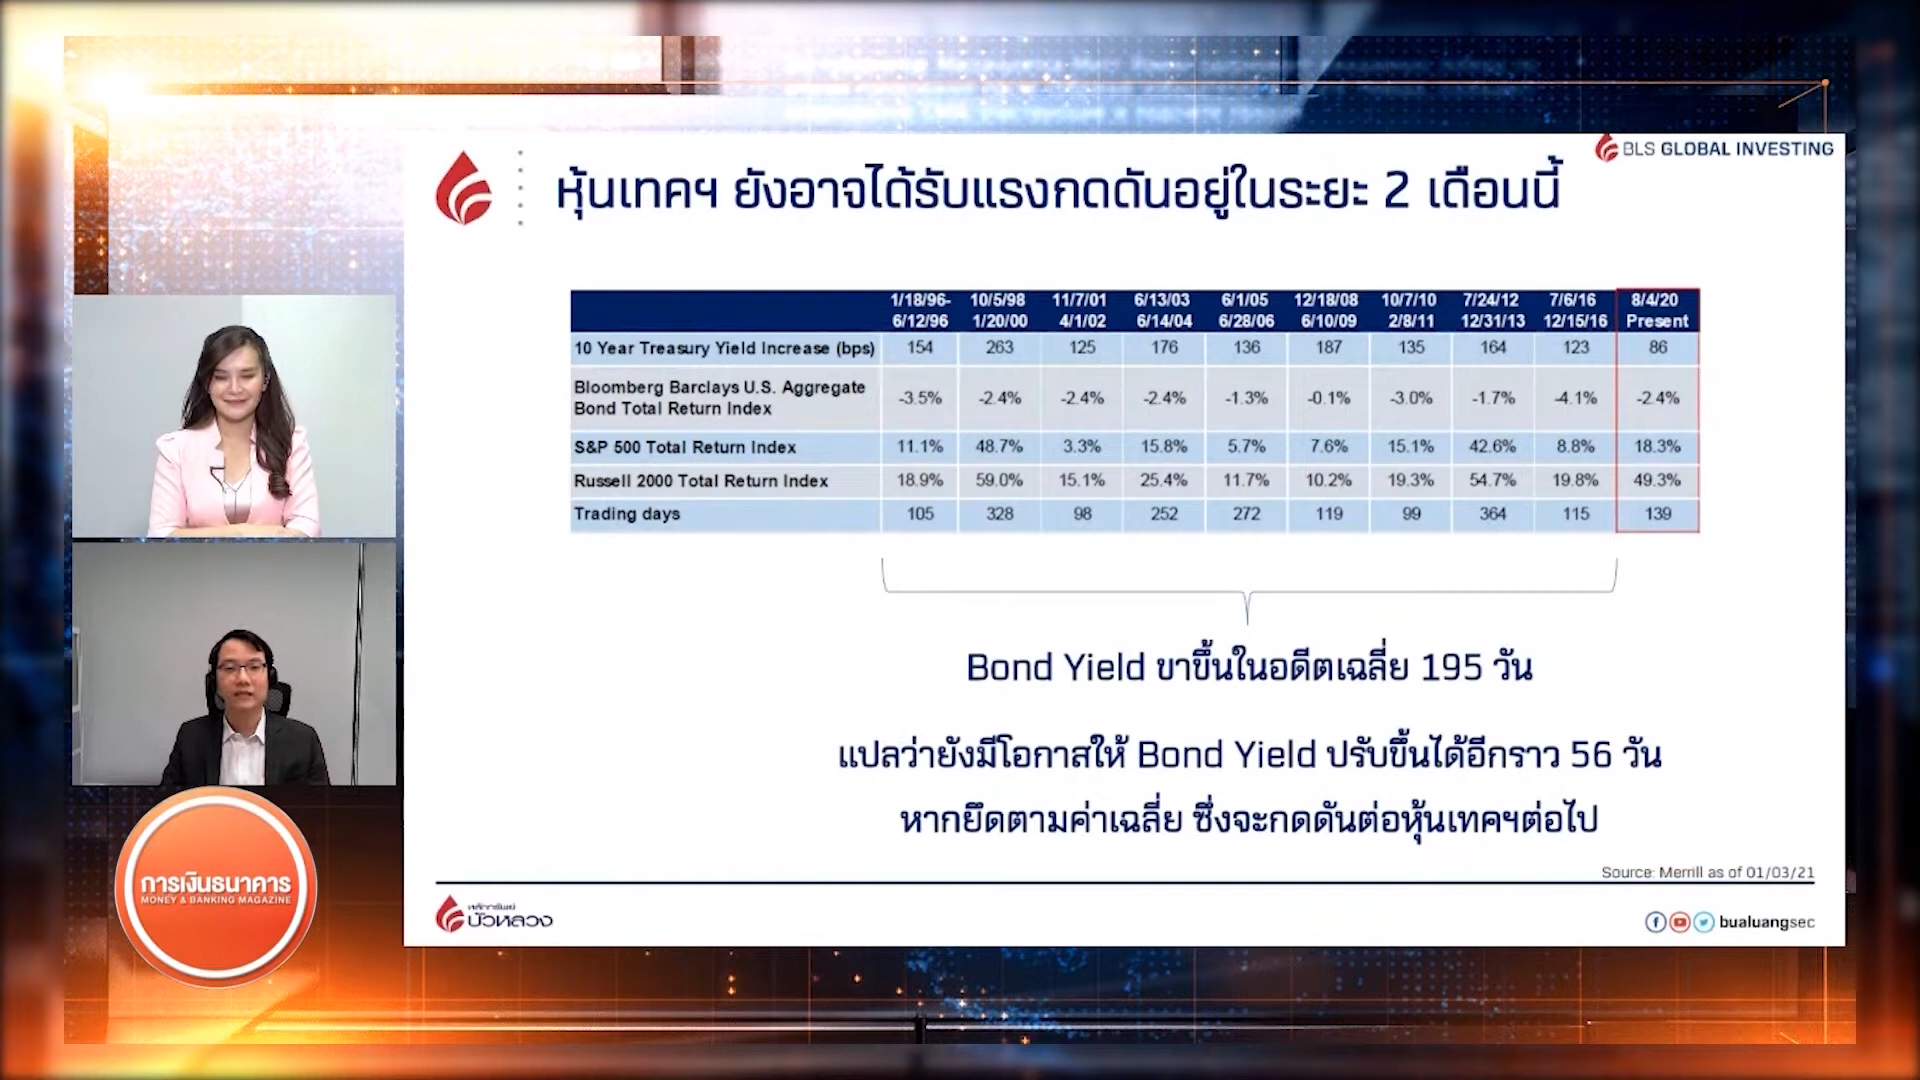 BLS GLOBAL INVESTING
หุ้นเทคฯ ยังอาจได้รับแรงกดดันอยู่ในระยะ 2 เดือนนี้
1/18/96- 10/5/98 11/7/01 6/13/03 6/1/05 12/18/08 10/7/10 7/24/12 7/6/16 8/4/20
6/12/96 1/20/00 4/1/02 6/14/04 6/28/06 6/10/09 2/8/11 12/31/13 12/15/16 Present
10 Year Treasury Yield Increase (bps) 154 263 125 176 136 187 135 164 123 86
Bloomberg Barclays U.S. Aggregate
Bond Total Return Index -3.5% -2.4% -2.4% -2.4% -1.3% -0.1% -3.0% -1.7% -4.1% -2.4%
S&P 500 Total Return Index 11.1% 48.7% 3.3% 15.8% 5.7% 7.6% 15.1% 42.6% 8.8% 18.3%
Russell 2000 Total Return Index 18.9% 59.0% 15.1% 25.4% 11.7% 10.2% 19.3% 54.7% 19.8% 49.3%
Trading days 105 328 98 252 272 119 99 364 115 139
Bond Yield ขาขึ้นในอดีตเฉลี่ย 195 วัน
แปลว่ายังมีโอกาสให้ Bond Yield ปรับขึ้นได้อีกราว 56 วัน
หากยึดตามค่าเฉลี่ย ซึ่งจะกดดันต่อหุ้นเทคฯต่อไป
Source: Merrill as of 01/03/21
หลักทรัพย์
บัวหลวง
bualuangsec
การเงินธนาคาร
MONEY & BANKING MAGAZINE